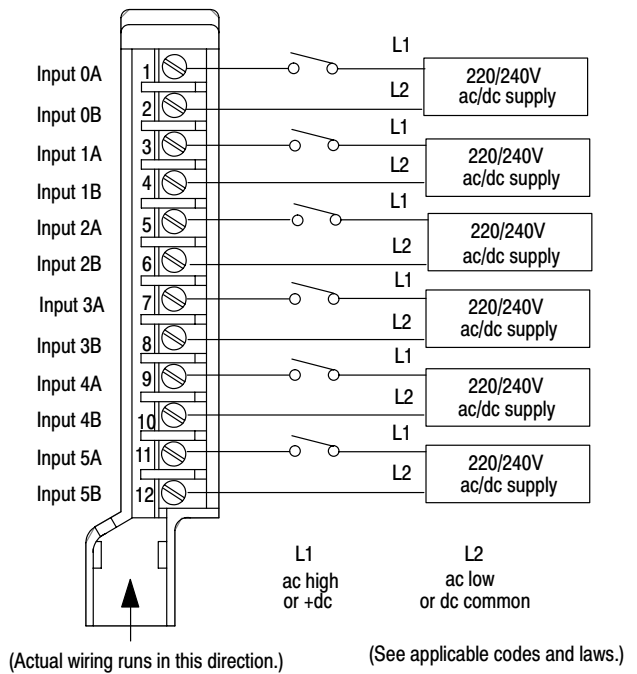 L1
Input 0A 1 220/240V
ac/dc supply
L2
Input 0B 2
L1
Input 1A 3 220/240V
ac/dc supply
L2
Input 1B 4
L1
Input 2A 5 220/240V
ac/dc supply
L2
Input 2B 6
L1
Input 3A 7 220/240V
ac/dc supply
L2
Input 3B 8
L1
Input 4A 9 220/240V
ac/dc supply
L2
Input 4B 10
L1
Input 5A 11 220/240V
ac/dc supply
L2
Input 5B 12
L1
ac high
or +dc
L2
ac low
or dc common
(Actual wiring runs in this direction.)
(See applicable codes and laws.)